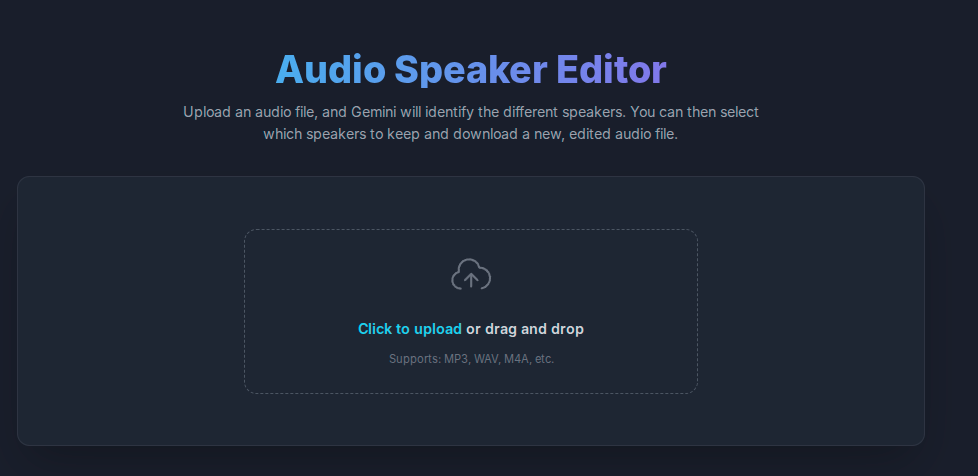 Audio Speaker Editor
Upload an audio file, and Gemini will identify the different speakers. You can then select
which speakers to keep and download a new, edited audio file.
Click to upload or drag and drop
Supports: MP3, WAV, M4A, etc.